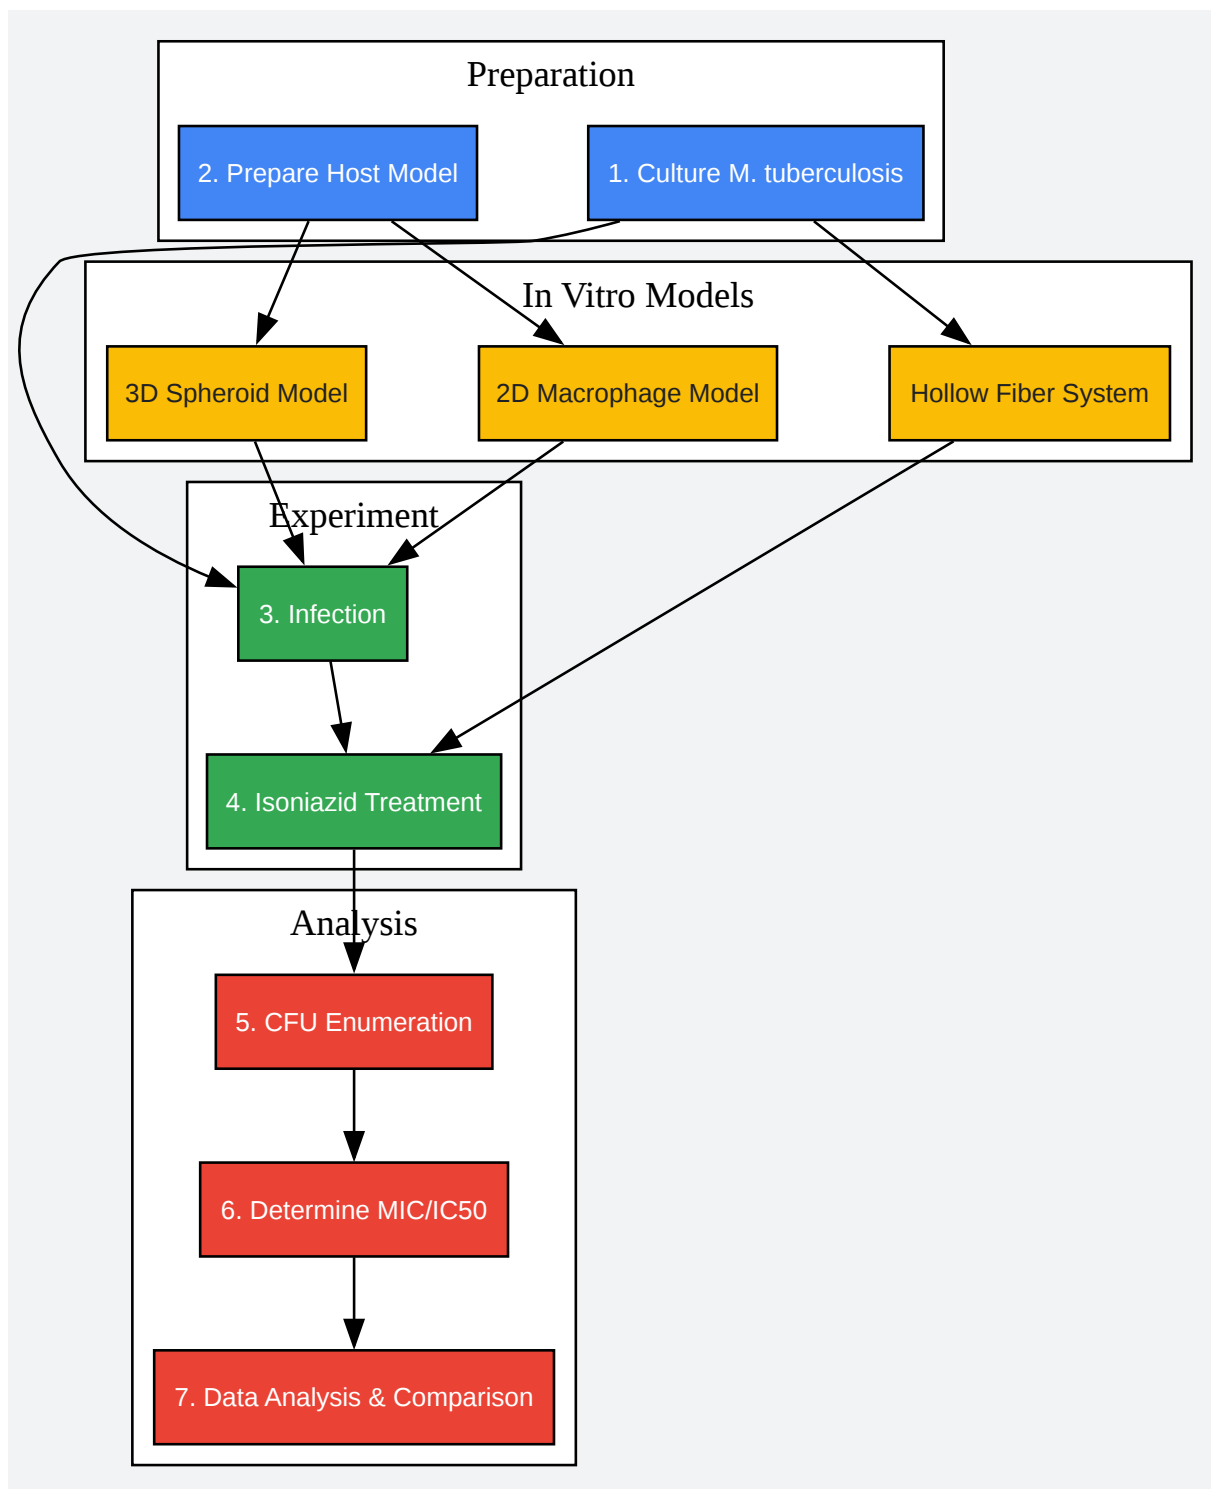 Preparation
2. Prepare Host Model
1. Culture M. tuberculosis
In Vitro Models
3D Spheroid Model
2D Macrophage Model
Hollow Fiber System
Experiment
3. Infection
4. Isoniazid Treatment
Analysis
5. CFU Enumeration
6. Determine MIC/IC50
7. Data Analysis & Comparison